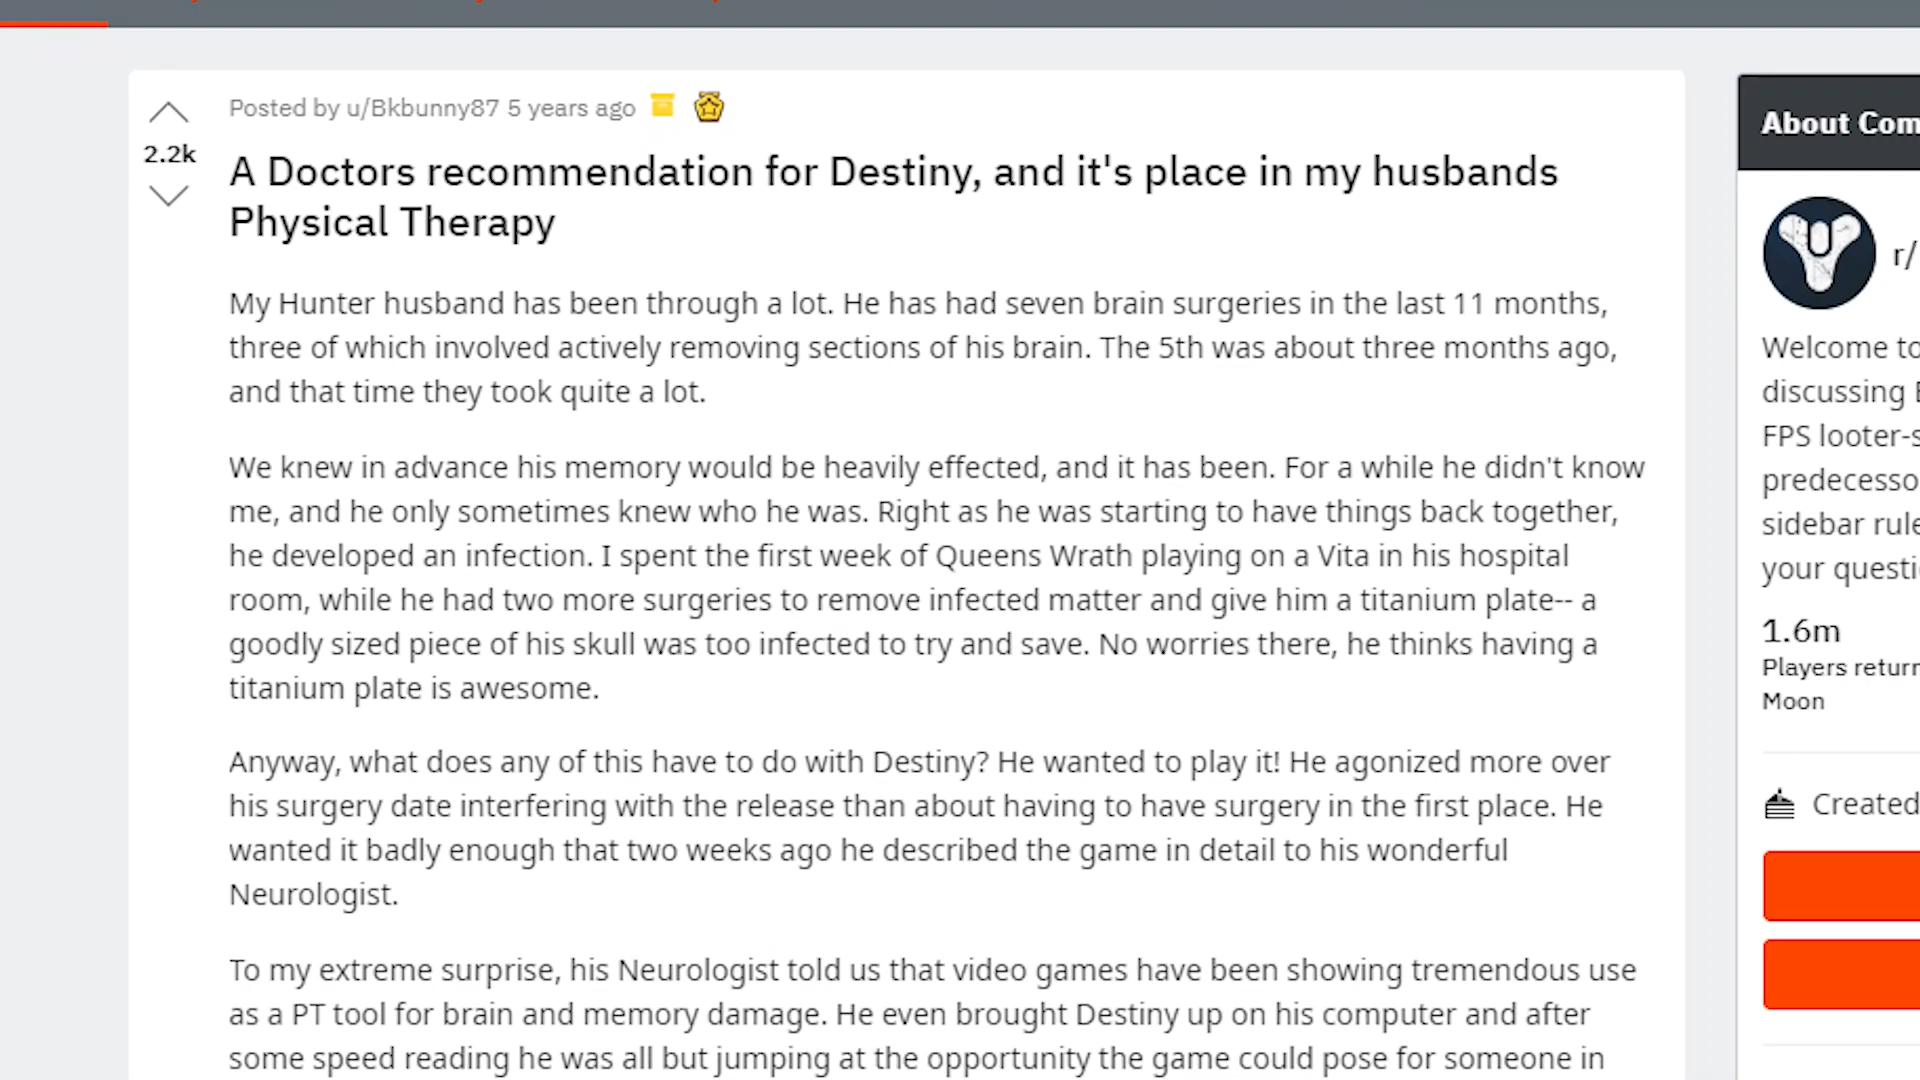 Posted by u/Bkbunny87 5 years ago
2.2k
A Doctors recommendation for Destiny, and it's place in my husbands
Physical Therapy
My Hunter husband has been through a lot. He has had seven brain surgeries in the last 11 months,
three of which involved actively removing sections of his brain. The 5th was about three months ago,
and that time they took quite a lot.
We knew in advance his memory would be heavily effected, and it has been. For a while he didn't know
me, and he only sometimes knew who he was. Right as he was starting to have things back together,
he developed an infection. I spent the first week of Queens Wrath playing on a Vita in his hospital
room, while he had two more surgeries to remove infected matter and give him a titanium plate-- a
goodly sized piece of his skull was too infected to try and save. No worries there, he thinks having a
titanium plate is awesome.
Anyway, what does any of this have to do with Destiny? He wanted to play it! He agonized more over
his surgery date interfering with the release than about having to have surgery in the first place. He
wanted it badly enough that two weeks ago he described the game in detail to his wonderful
Neurologist.
To my extreme surprise, his Neurologist told us that video games have been showing tremendous use
as a PT tool for brain and memory damage. He even brought Destiny up on his computer and after
some speed reading he was all but jumping at the opportunity the game could pose for someone in
About Com
r/
Welcome to
discussing
FPS looter-s
predecesso
sidebar rule
your questi
1.6m
Players return
Moon
Created